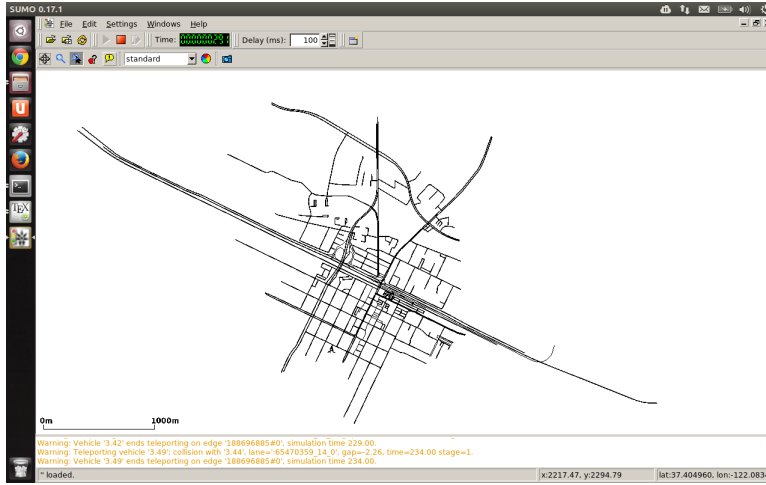 SUMO 0.17.1
File Edit Settings Windows Help
Time: Delay (ms): 100
standard
0m 1000m
Warning: Vehicle '3.42' ends teleporting on edge '188696885#0', simulation time 229.00.
Warning: Teleporting vehicle '3.49'; collision with '3.44', lane=':65470359_14_0', gap=-2.26, time=234.00 stage=1.
Warning: Vehicle '3.49' ends teleporting on edge '188696885#0', simulation time 234.00.
'' loaded. x:2217.47, y:2294.79 lat:37.404960, lon:-122.083